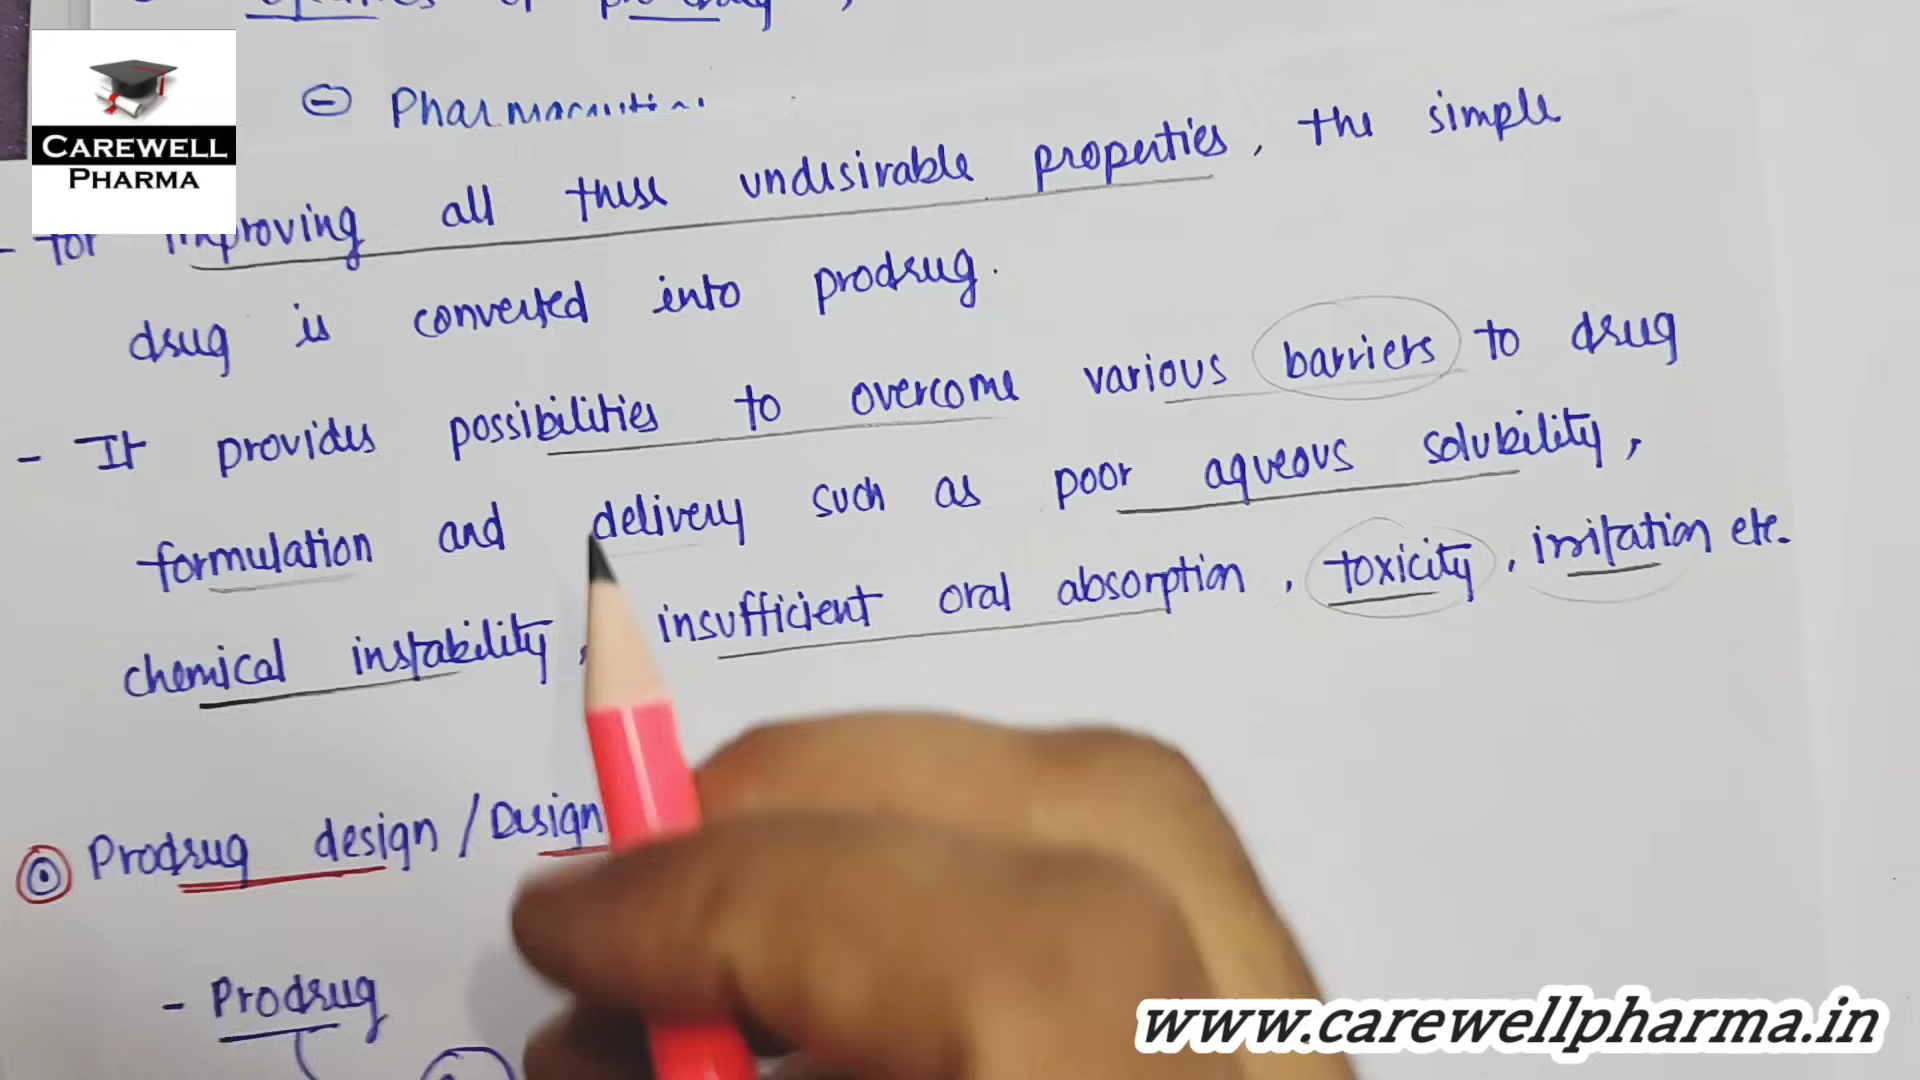 CAREWELL
PHARMA
- for improving all these undesirable properties, the simple
drug is converted into prodrug.
- It provides possibilities to overcome various barriers to drug
formulation and delivery such as poor aqueous solubility,
chemical instability, insufficient oral absorption, toxicity, irritation etc.
Prodrug design / Design
- Prodrug
www.carewellpharma.in